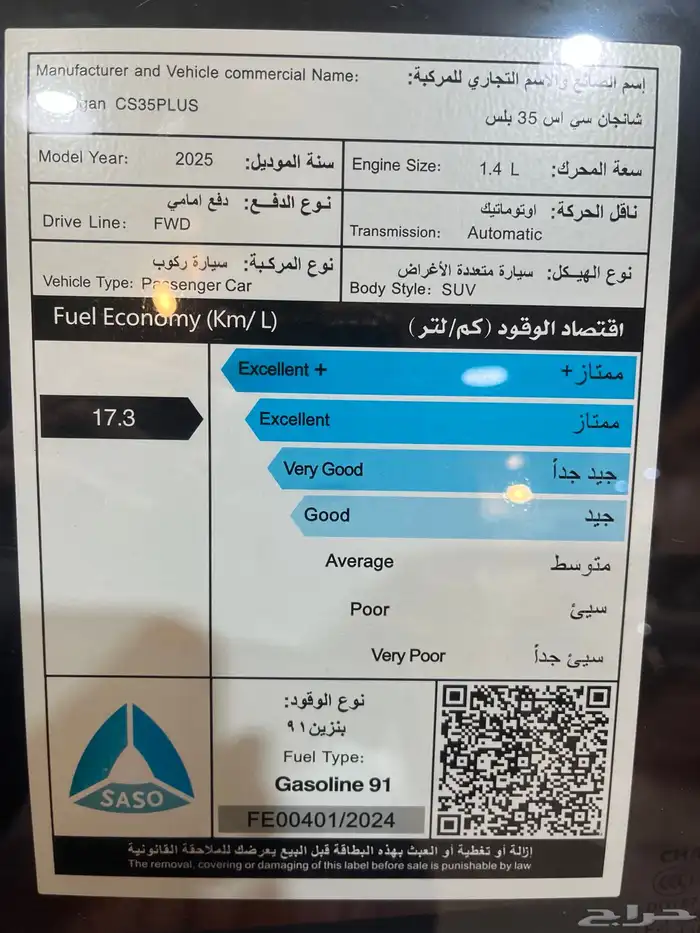 Manufacturer and Vehicle commercial Name: إسم الصانع والاسم التجاري للمركبة:
CS35PLUS شانجان سي اس 35 بلس
Model Year: 2025 سنة الموديل:
Engine Size: 1.4 L سعة المحرك:
نوع الدفع: دفع امامي
Drive Line: FWD
ناقل الحركة: اوتوماتيك
Transmission: Automatic
نوع المركبة: سيارة ركوب
Vehicle Type: Passenger Car
نوع الهيكل: سيارة متعددة الأغراض
Body Style: SUV
Fuel Economy (Km/ L) اقتصاد الوقود (كم/لتر)
Excellent + ممتاز+
17.3
Excellent ممتاز
Very Good جيد جداً
Good جيد
Average متوسط
Poor سيئ
Very Poor سيئ جداً
SASO
نوع الوقود:
بنزين ٩١
Fuel Type:
Gasoline 91
FE00401/2024
إزالة أو تغطية أو العبث بهذه البطاقة قبل البيع يعرضك للملاحقة القانونية
The removal, covering or damaging of this label before sale is punishable by law
حراج